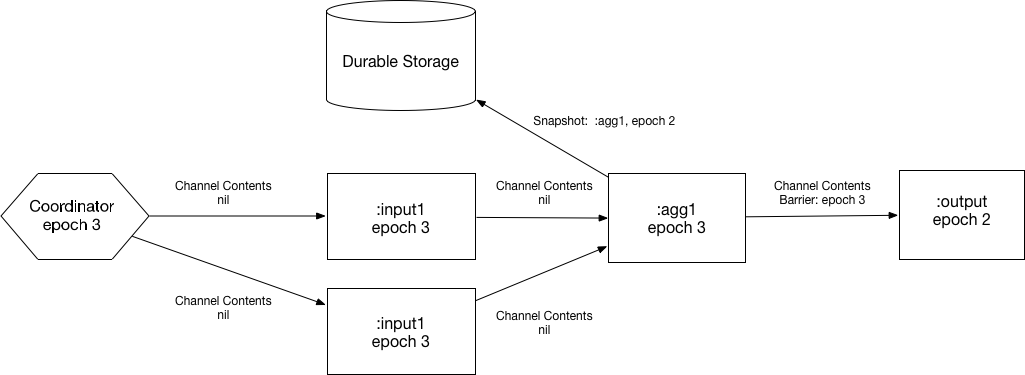 Durable Storage
Snapshot:  :agg1, epoch 2
Channel Contents
nil
Channel Contents
nil
Channel Contents
Barrier: epoch 3
Coordinator
epoch 3
:input1
epoch 3
:agg1
epoch 3
:output
epoch 2
Channel Contents
nil
:input1
epoch 3
Channel Contents
nil